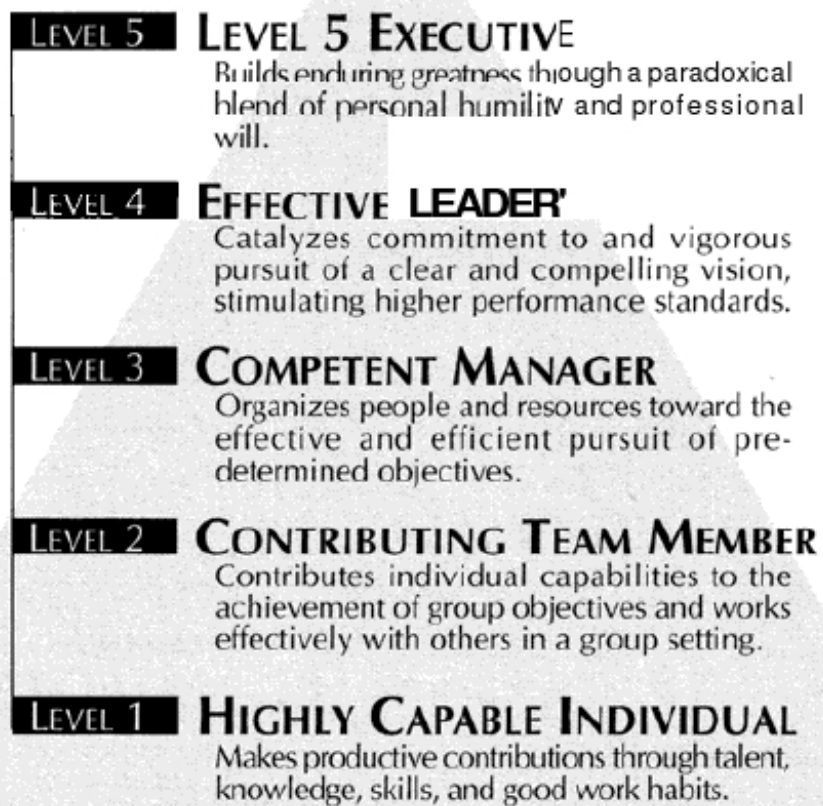 LEVEL 5 LEVEL 5 EXECUTIVE
Builds enduring greatness through a paradoxical
blend of personal humility and professional
will.
LEVEL 4 EFFECTIVE LEADER'
Catalyzes commitment to and vigorous
pursuit of a clear and compelling vision,
stimulating higher performance standards.
LEVEL 3 COMPETENT MANAGER
Organizes people and resources toward the
effective and efficient pursuit of pre-
determined objectives.
LEVEL 2 CONTRIBUTING TEAM MEMBER
Contributes individual capabilities to the
achievement of group objectives and works
effectively with others in a group setting.
LEVEL 1 HIGHLY CAPABLE INDIVIDUAL
Makes productive contributions through talent,
knowledge, skills, and good work habits.